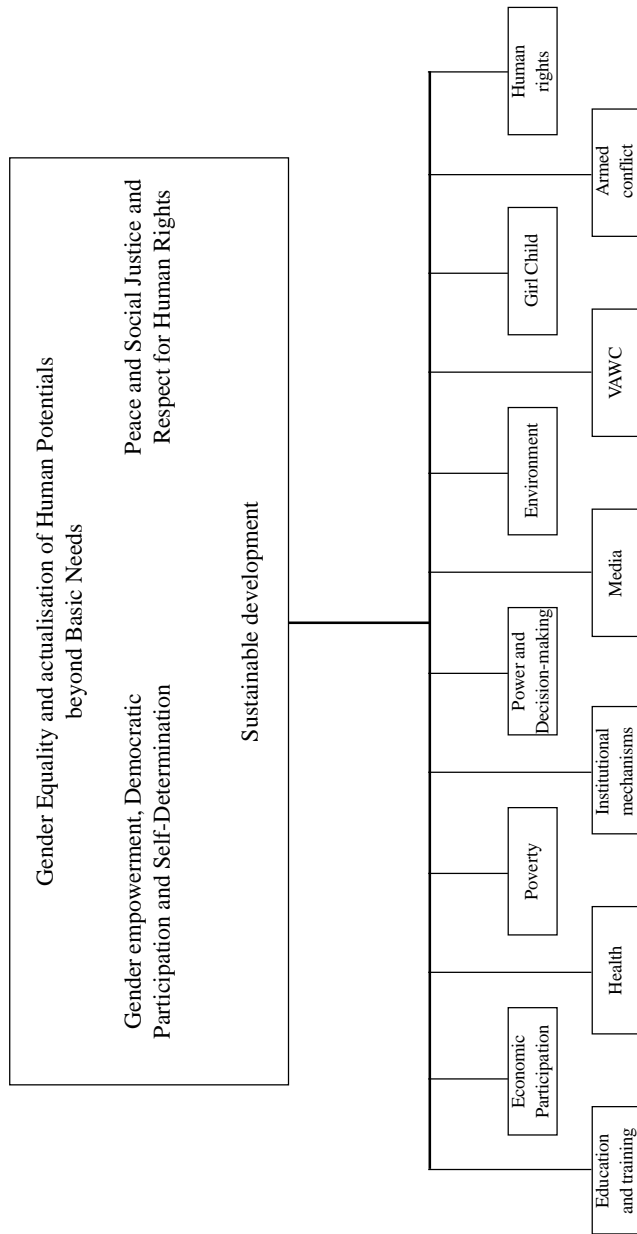 Gender Equality and actualisation of Human Potentials
beyond Basic Needs
Gender empowerment, Democratic
Participation and Self-Determination
Peace and Social Justice and
Respect for Human Rights
Sustainable development
Education
and training
Economic
Participation
Health
Poverty
Institutional
mechanisms
Power and
Decision-making
Media
Environment
VAWC
Girl Child
Armed
conflict
Human
rights